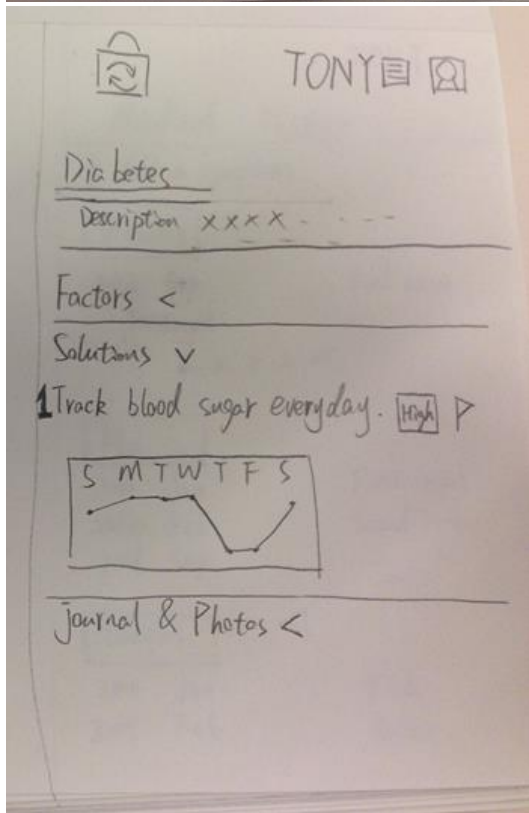 TONY
Diabetes
Description xxxx - - - -
Factors <
Solutions v
1 Track blood sugar everyday. High
S M T W T F S
journal & Photos <